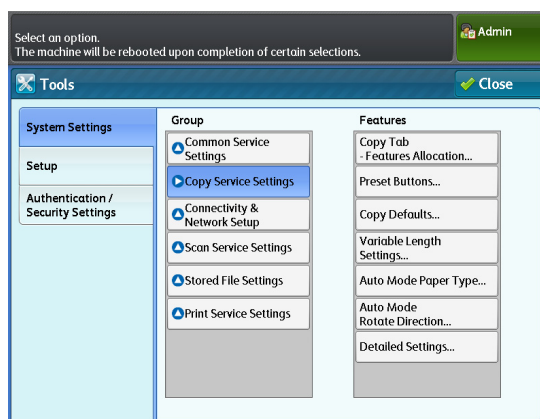 Select an option.
The machine will be rebooted upon completion of certain selections.
Admin
Tools
Close
System Settings
Setup
Authentication /
Security Settings
Group
Common Service
Settings
Copy Service Settings
Connectivity &
Network Setup
Scan Service Settings
Stored File Settings
Print Service Settings
Features
Copy Tab
- Features Allocation...
Preset Buttons...
Copy Defaults...
Variable Length
Settings...
Auto Mode Paper Type...
Auto Mode
Rotate Direction...
Detailed Settings...